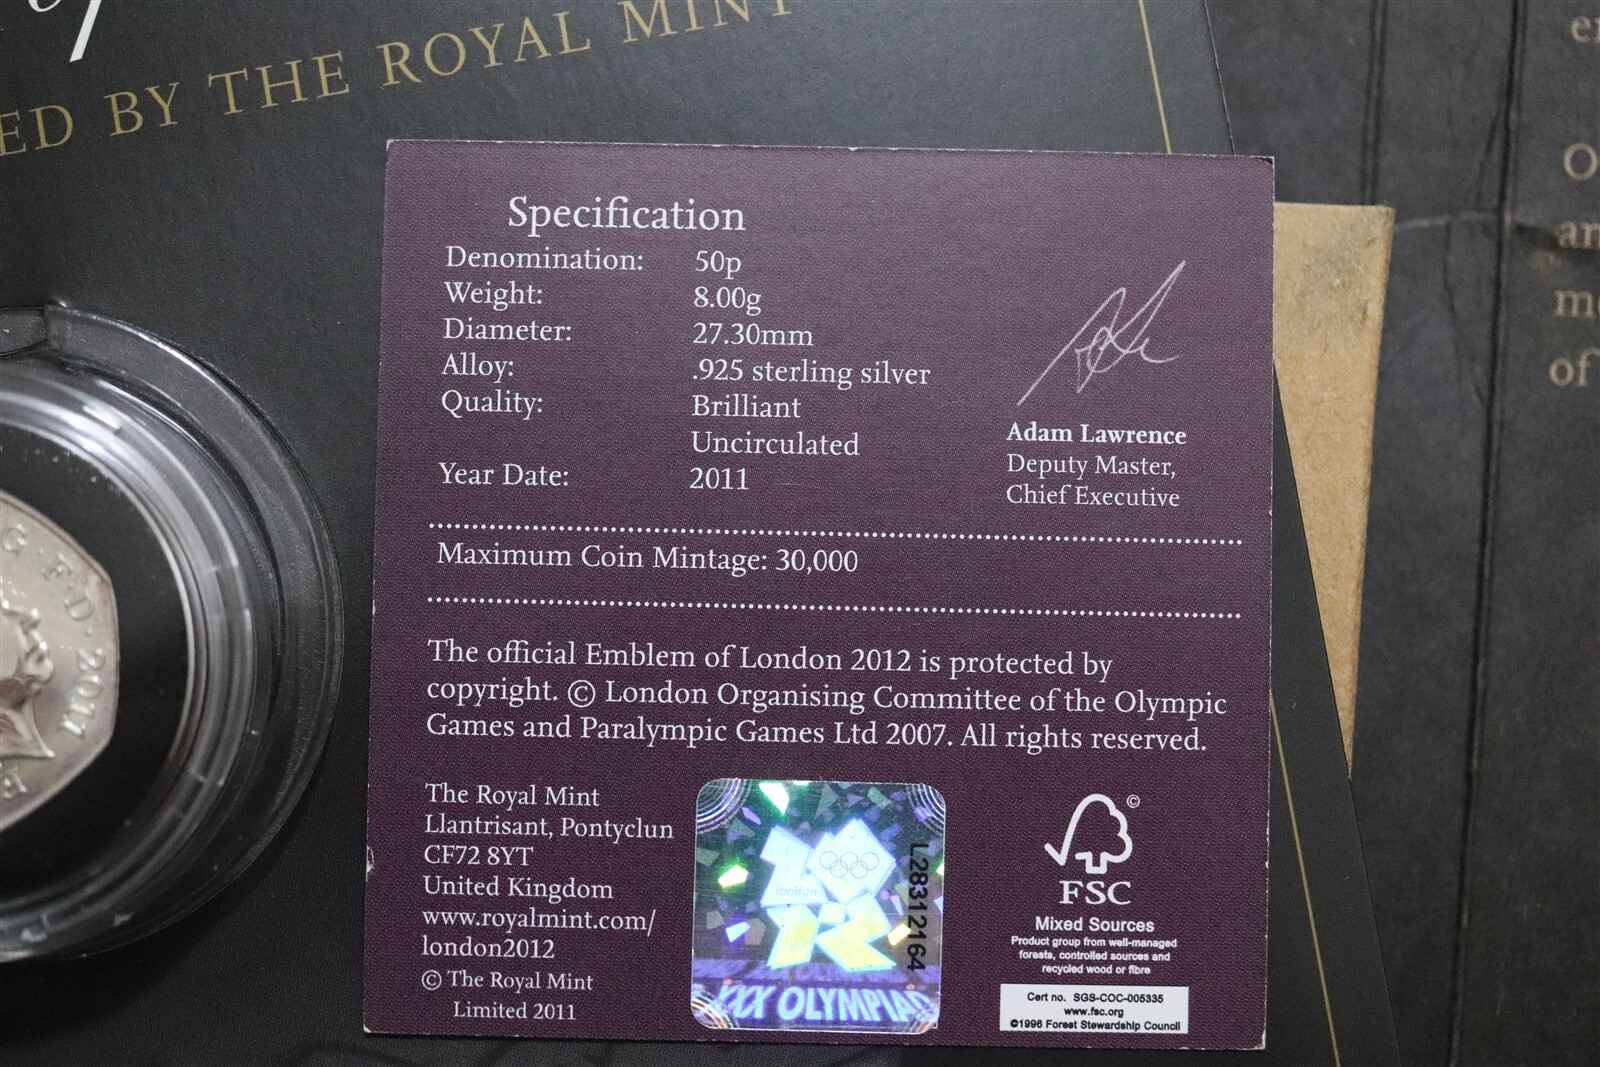 ED BY THE ROYAL MINT
Specification
Denomination: 50p
Weight: 8.00g
Diameter: 27.30mm
Alloy: .925 sterling silver
Quality: Brilliant
Uncirculated
Year Date: 2011
Adam Lawrence
Deputy Master,
Chief Executive
Maximum Coin Mintage: 30,000
The official Emblem of London 2012 is protected by
copyright. © London Organising Committee of the Olympic
Games and Paralympic Games Ltd 2007. All rights reserved.
The Royal Mint
Llantrisant, Pontyclun
CF72 8YT
United Kingdom
www.royalmint.com/
london2012
© The Royal Mint
Limited 2011
london
L28312164
XXX OLYMPIAD
©
FSC
Mixed Sources
Product group from well-managed
forests, controlled sources and
recycled wood or fibre
Cert no. SGS-COC-005335
www.fsc.org
©1996 Forest Stewardship Council
G·F·D·2011
of